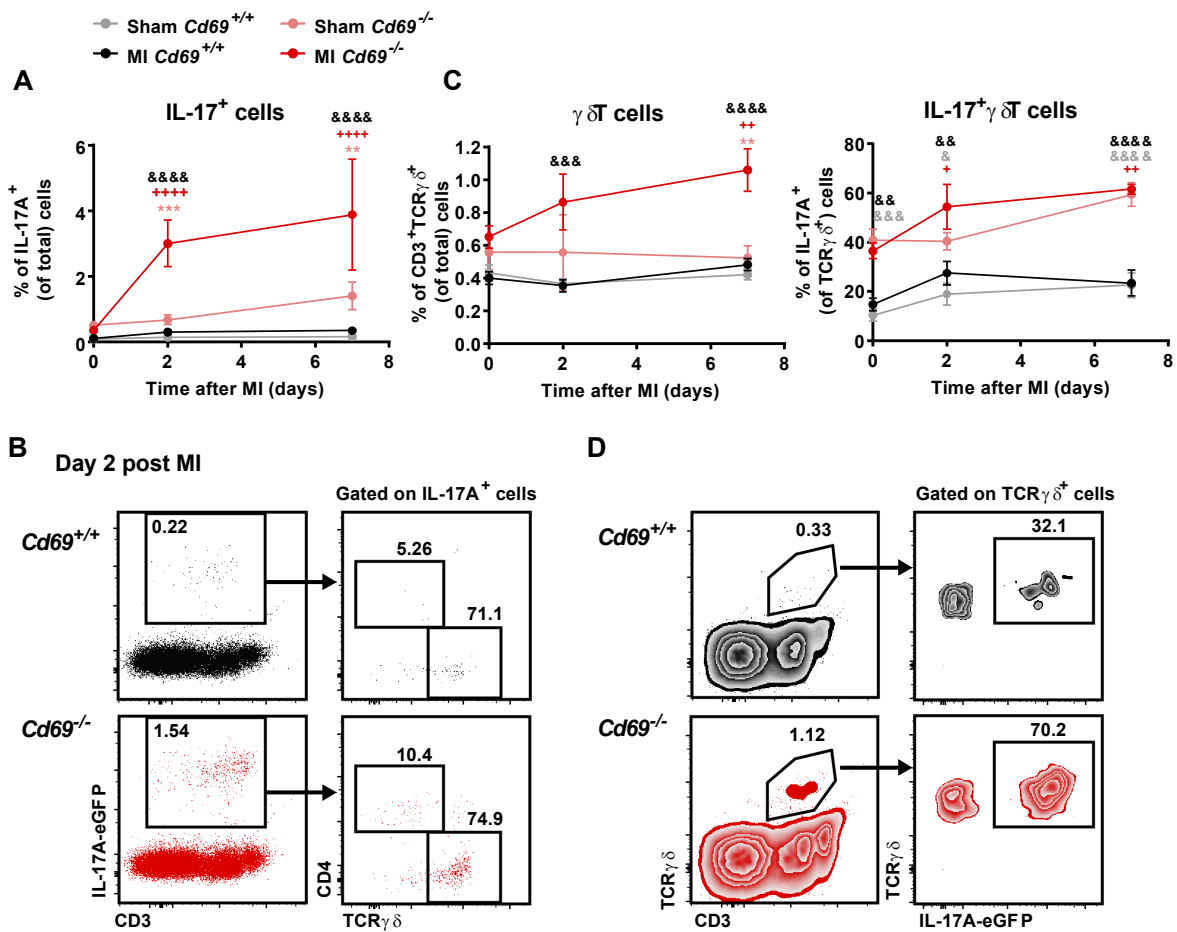 Sham Cd69+/+
Sham Cd69-/-
MI Cd69+/+
MI Cd69-/-
A
IL-17+ cells
% of IL-17A+
(of total) cells
6
4
2
0
&&&&
++++
***
&&&&
++++
**
0 2 4 6 8
Time after MI (days)
C
γδT cells
% of CD3+TCRγδ+
(of total) cells
1.2
1.0
0.8
0.6
0.4
0.2
0.0
&&&
&&&&
++
**
0 2 4 6 8
Time after MI (days)
IL-17+γδT cells
% of IL-17A+
(of TCRγδ+) cells
80
60
40
20
0
&&
&&&
&&
&
+
&&&&
&&& &
++
0 2 4 6 8
Time after MI (days)
B
Day 2 post MI
Gated on IL-17A+ cells
Cd69+/+
0.22
5.26
71.1
Cd69-/-
1.54
10.4
74.9
IL-17A-eGFP
CD3
CD4
TCRγδ
D
Gated on TCRγδ+ cells
Cd69+/+
0.33
32.1
Cd69-/-
1.12
70.2
TCRγδ
CD3
TCRγδ
IL-17A-eGFP